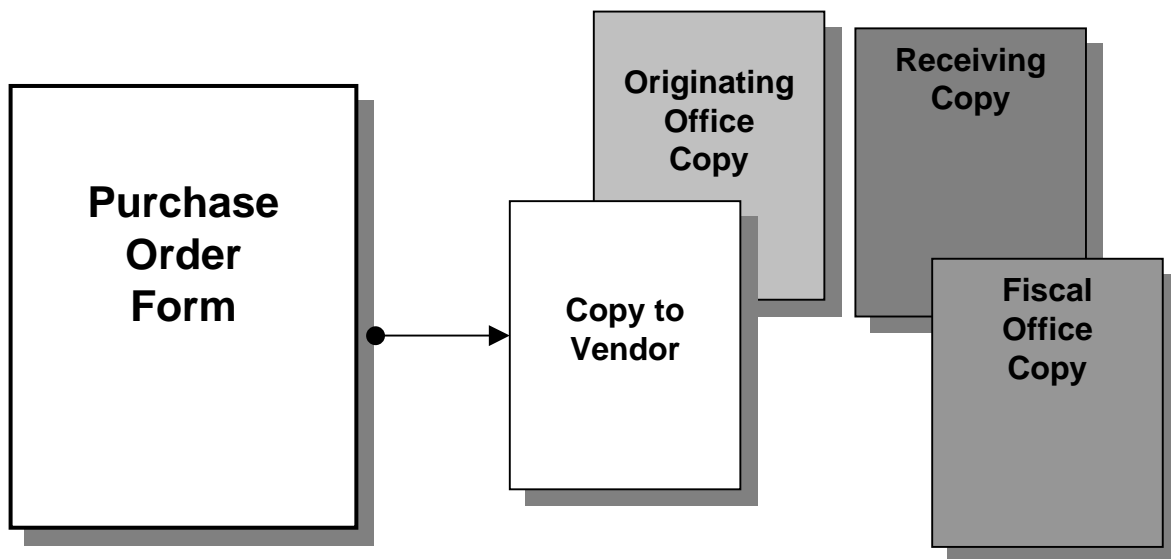 Purchase
Order
Form
Originating
Office
Copy
Copy to
Vendor
Receiving
Copy
Fiscal
Office
Copy